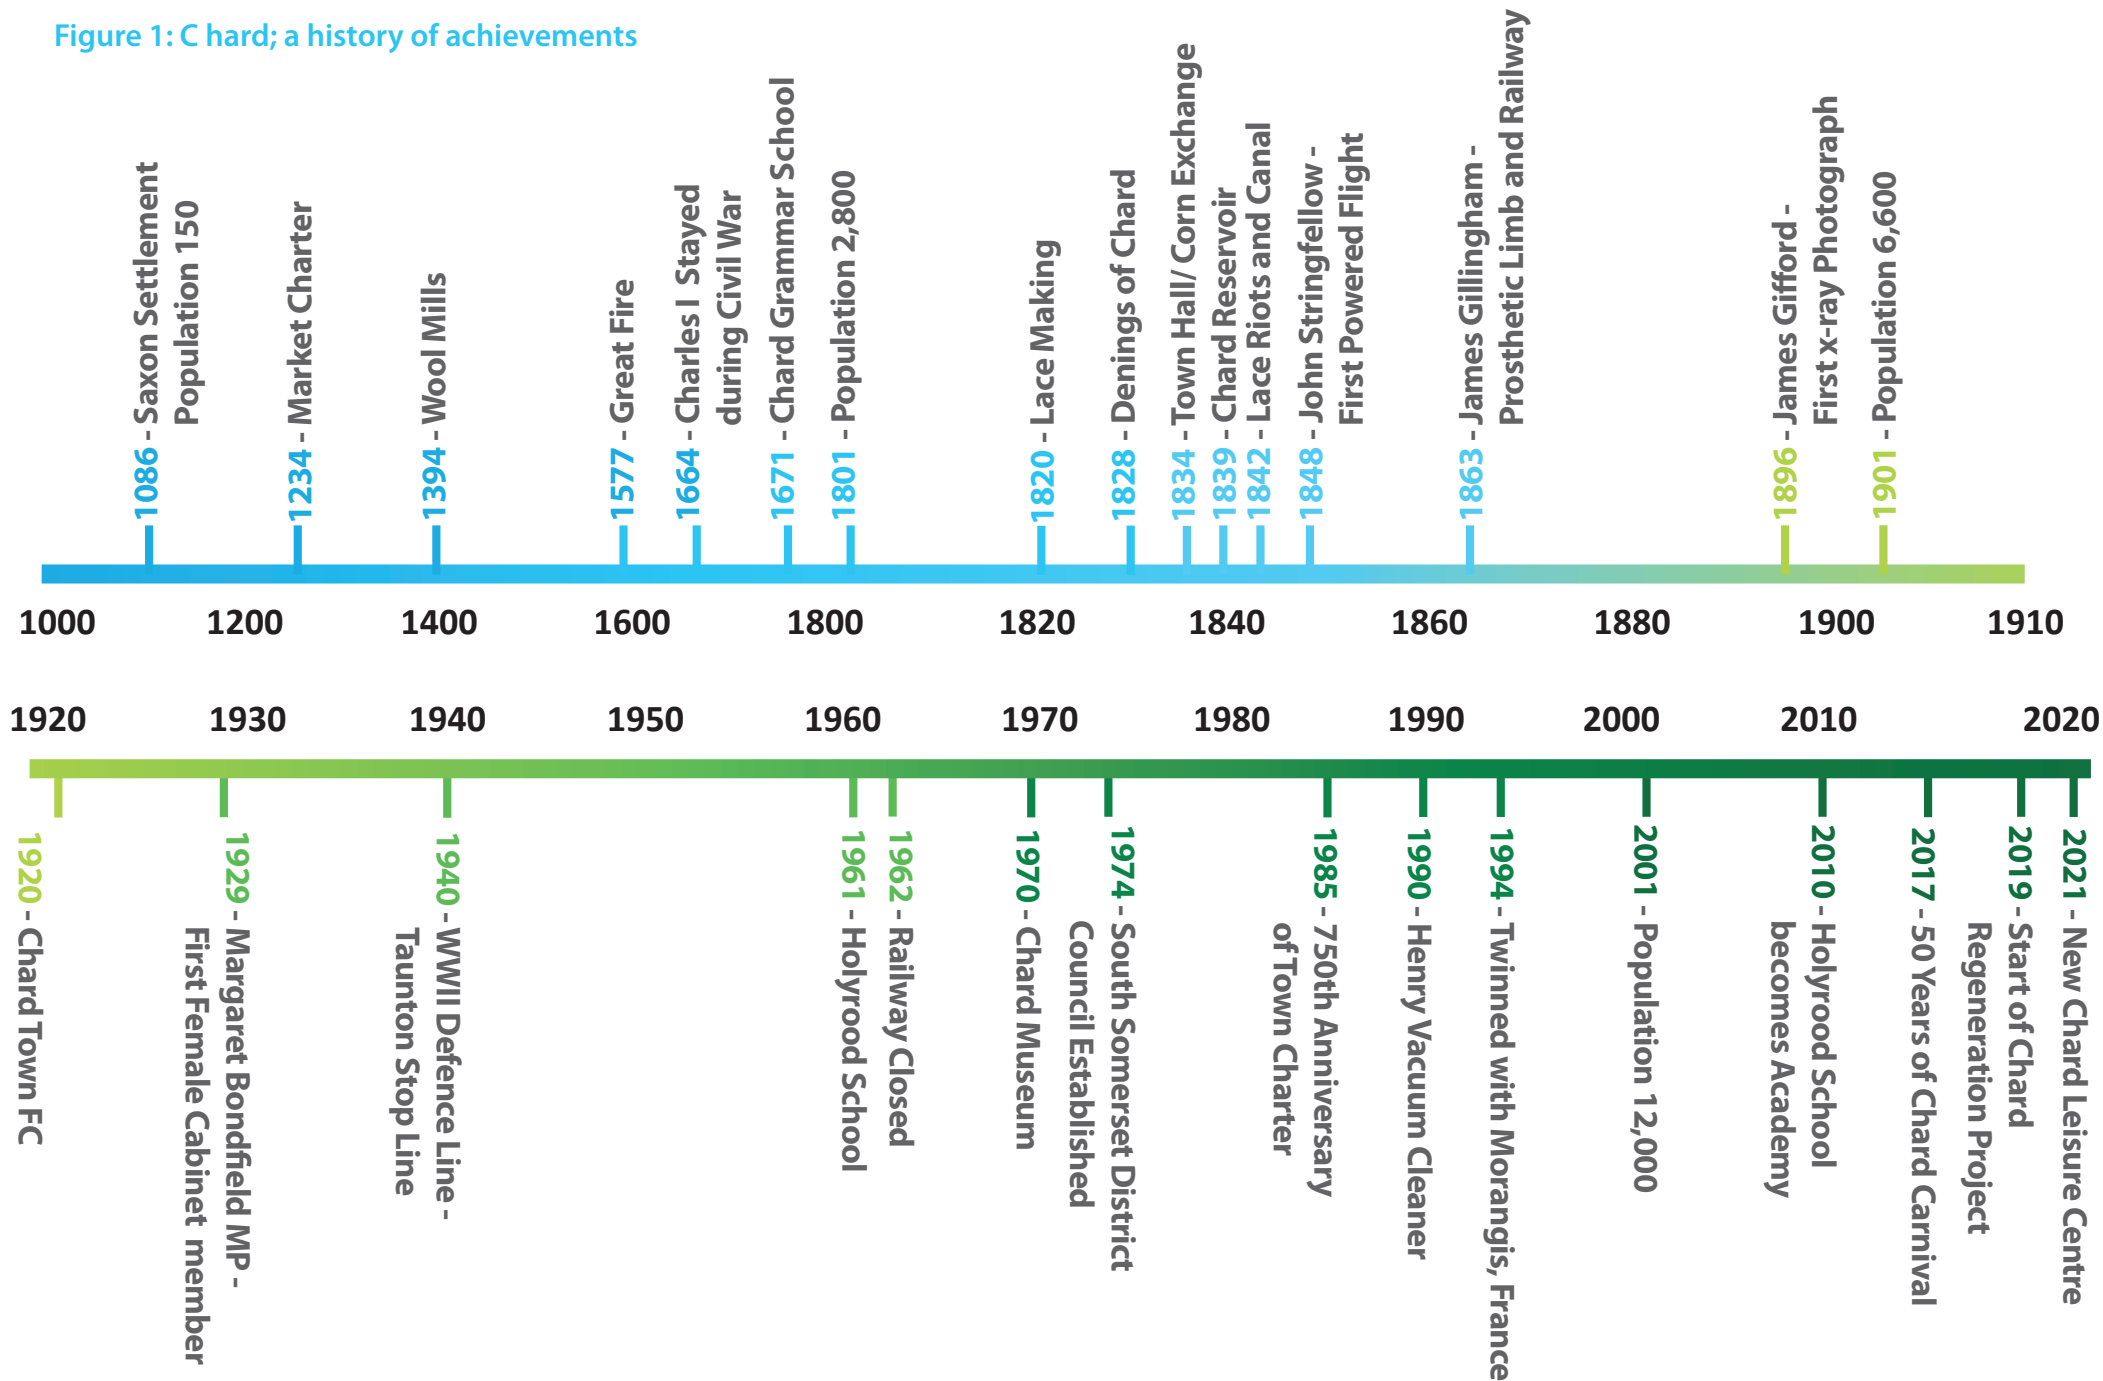 Figure 1: C hard; a history of achievements
1086 - Saxon Settlement
Population 150
1234 - Market Charter
1394 - Wool Mills
1577 - Great Fire
1664 - Charles I Stayed
during Civil War
1671 - Chard Grammar School
1801 - Population 2,800
1820 - Lace Making
1828 - Denings of Chard
1834 - Town Hall/ Corn Exchange
1839 - Chard Reservoir
1842 - Lace Riots and Canal
1848 - John Stringfellow -
First Powered Flight
1863 - James Gillingham -
Prosthetic Limb and Railway
1896 - James Gifford -
First x-ray Photograph
1901 - Population 6,600
1000 1200 1400 1600 1800 1820 1840 1860 1880 1900 1910
1920 1930 1940 1950 1960 1970 1980 1990 2000 2010 2020
1920 - Chard Town FC
1929 - Margaret Bondfield MP -
First Female Cabinet member
1940 - WWII Defence Line -
Taunton Stop Line
1961 - Holyrood School
1962 - Railway Closed
1970 - Chard Museum
1974 - South Somerset District
Council Established
1985 - 750th Anniversary
of Town Charter
1990 - Henry Vacuum Cleaner
1994 - Twinned with Morangis, France
2001 - Population 12,000
2010 - Holyrood School
becomes Academy
2017 - 50 Years of Chard Carnival
2019 - Start of Chard
Regeneration Project
2021 - New Chard Leisure Centre